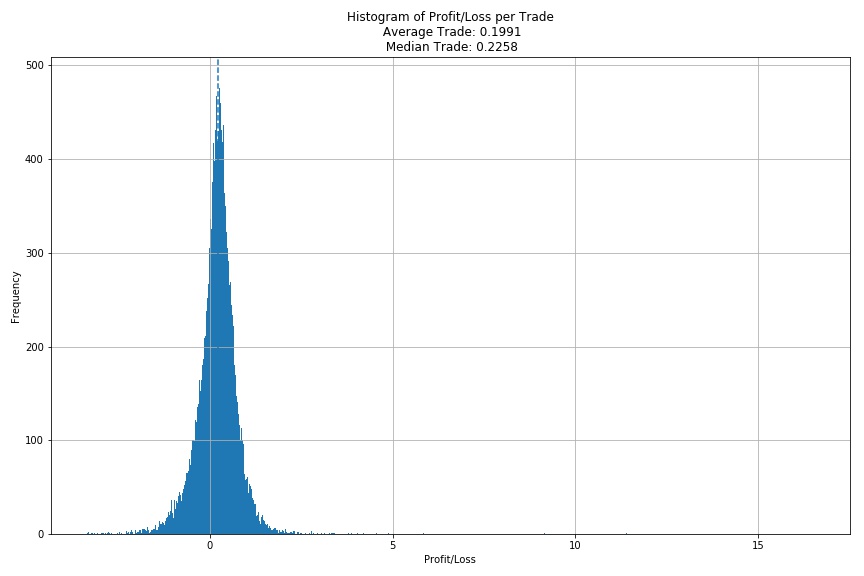 Histogram of Profit/Loss per Trade
Average Trade: 0.1991
Median Trade: 0.2258
500
400
300
200
100
0
Frequency
0 5 10 15
Profit/Loss